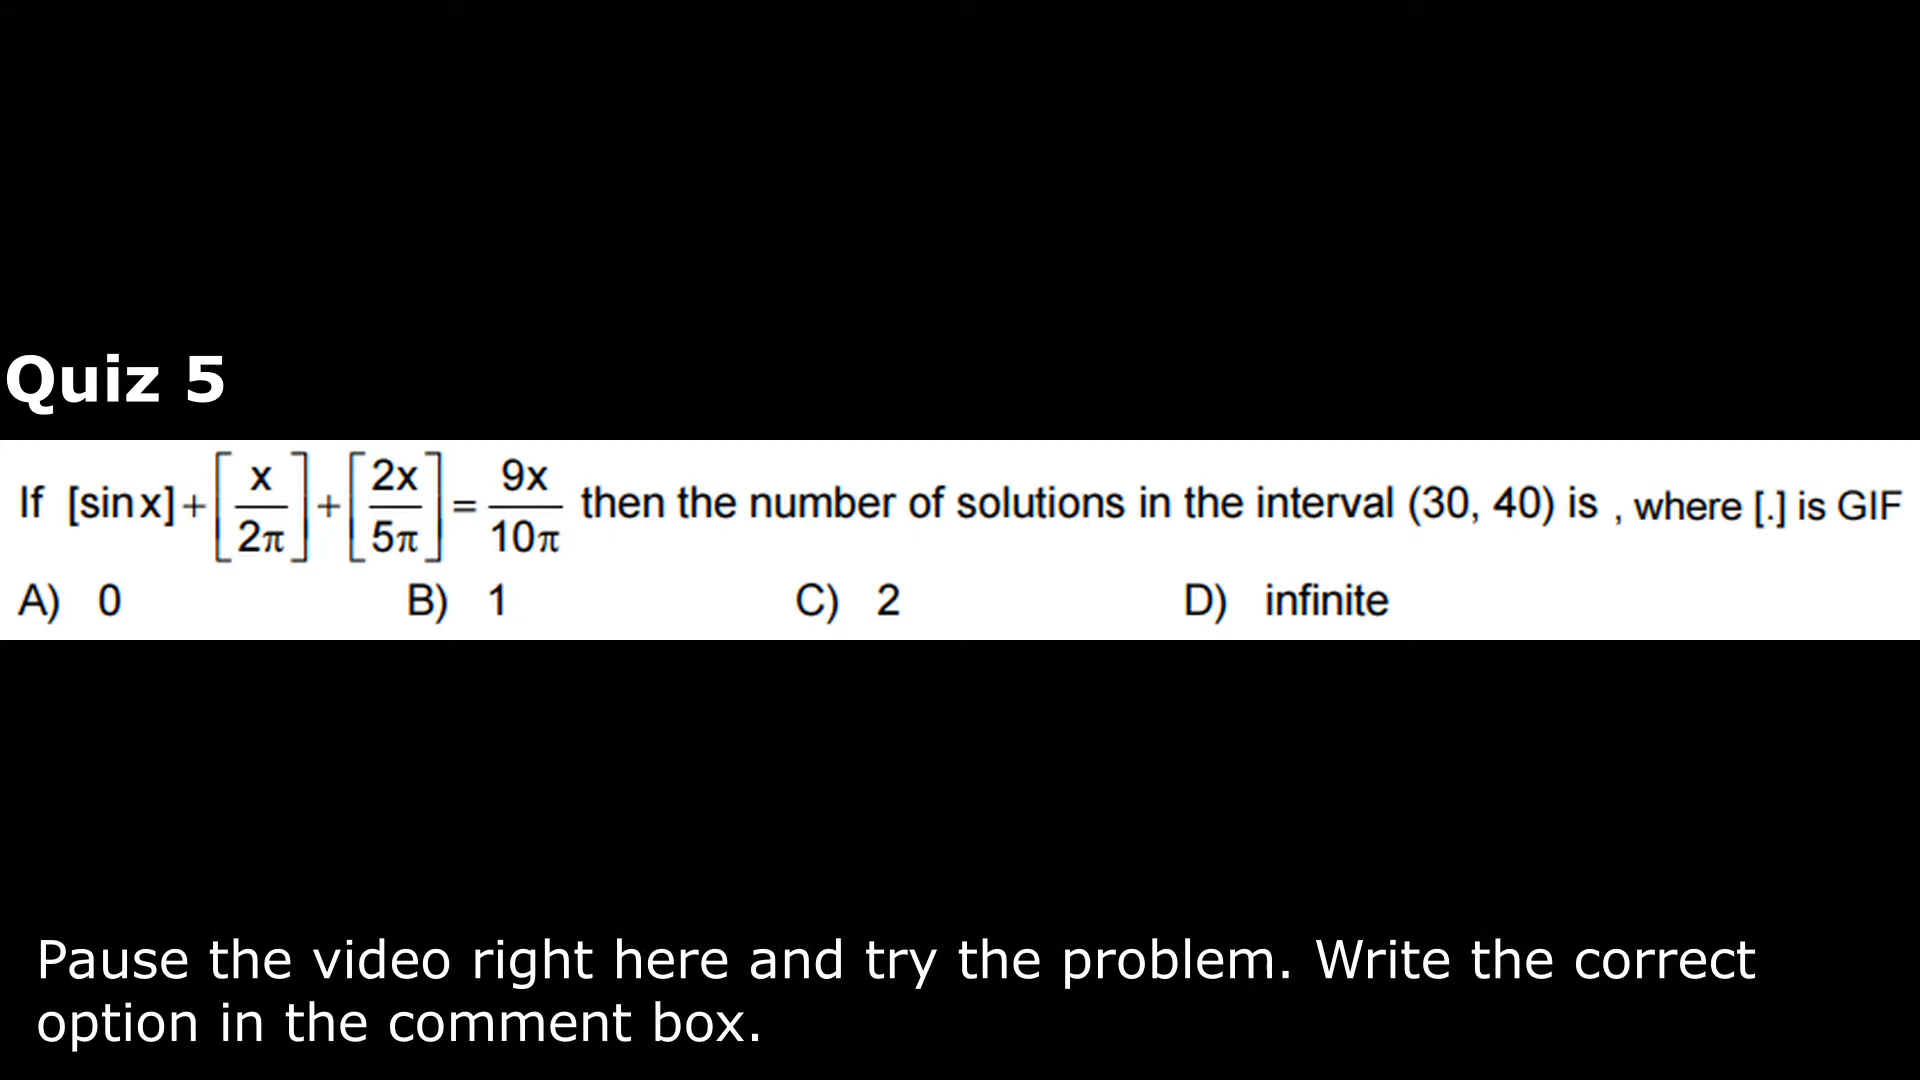 Quiz 5
If [sin x] + [x/2π] + [2x/5π] = 9x/10π then the number of solutions in the interval (30, 40) is , where [.] is GIF
A) 0 B) 1 C) 2 D) infinite
Pause the video right here and try the problem. Write the correct
option in the comment box.